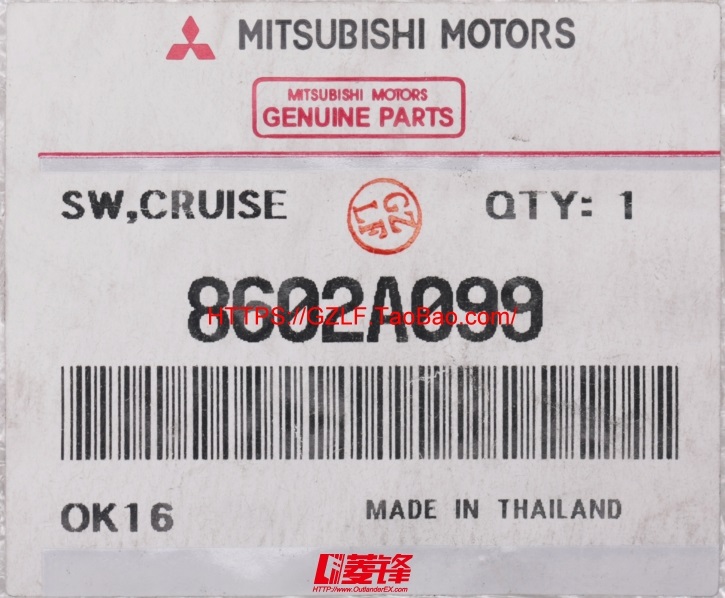 MITSUBISHI MOTORS
MITSUBISHI MOTORS
GENUINE PARTS
SW,CRUISE
GZ
LF
QTY: 1
8602A099
HTTPS://GZLF.TaoBao.com/
OK16
MADE IN THAILAND
菱锋
HTTP://www.OutlanderEX.com